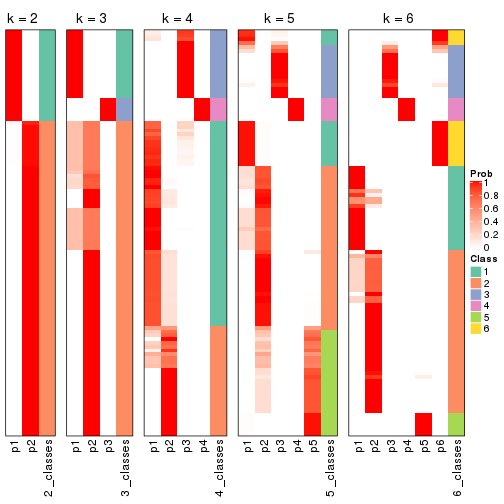 k = 2
k = 3
k = 4
k = 5
k = 6
p1
p2
2_classes
p1
p2
p3
3_classes
p1
p2
p3
p4
4_classes
p1
p2
p3
p4
p5
5_classes
p1
p2
p3
p4
p5
p6
6_classes
Prob
1
0.8
0.6
0.4
0.2
0
Class
1
2
3
4
5
6